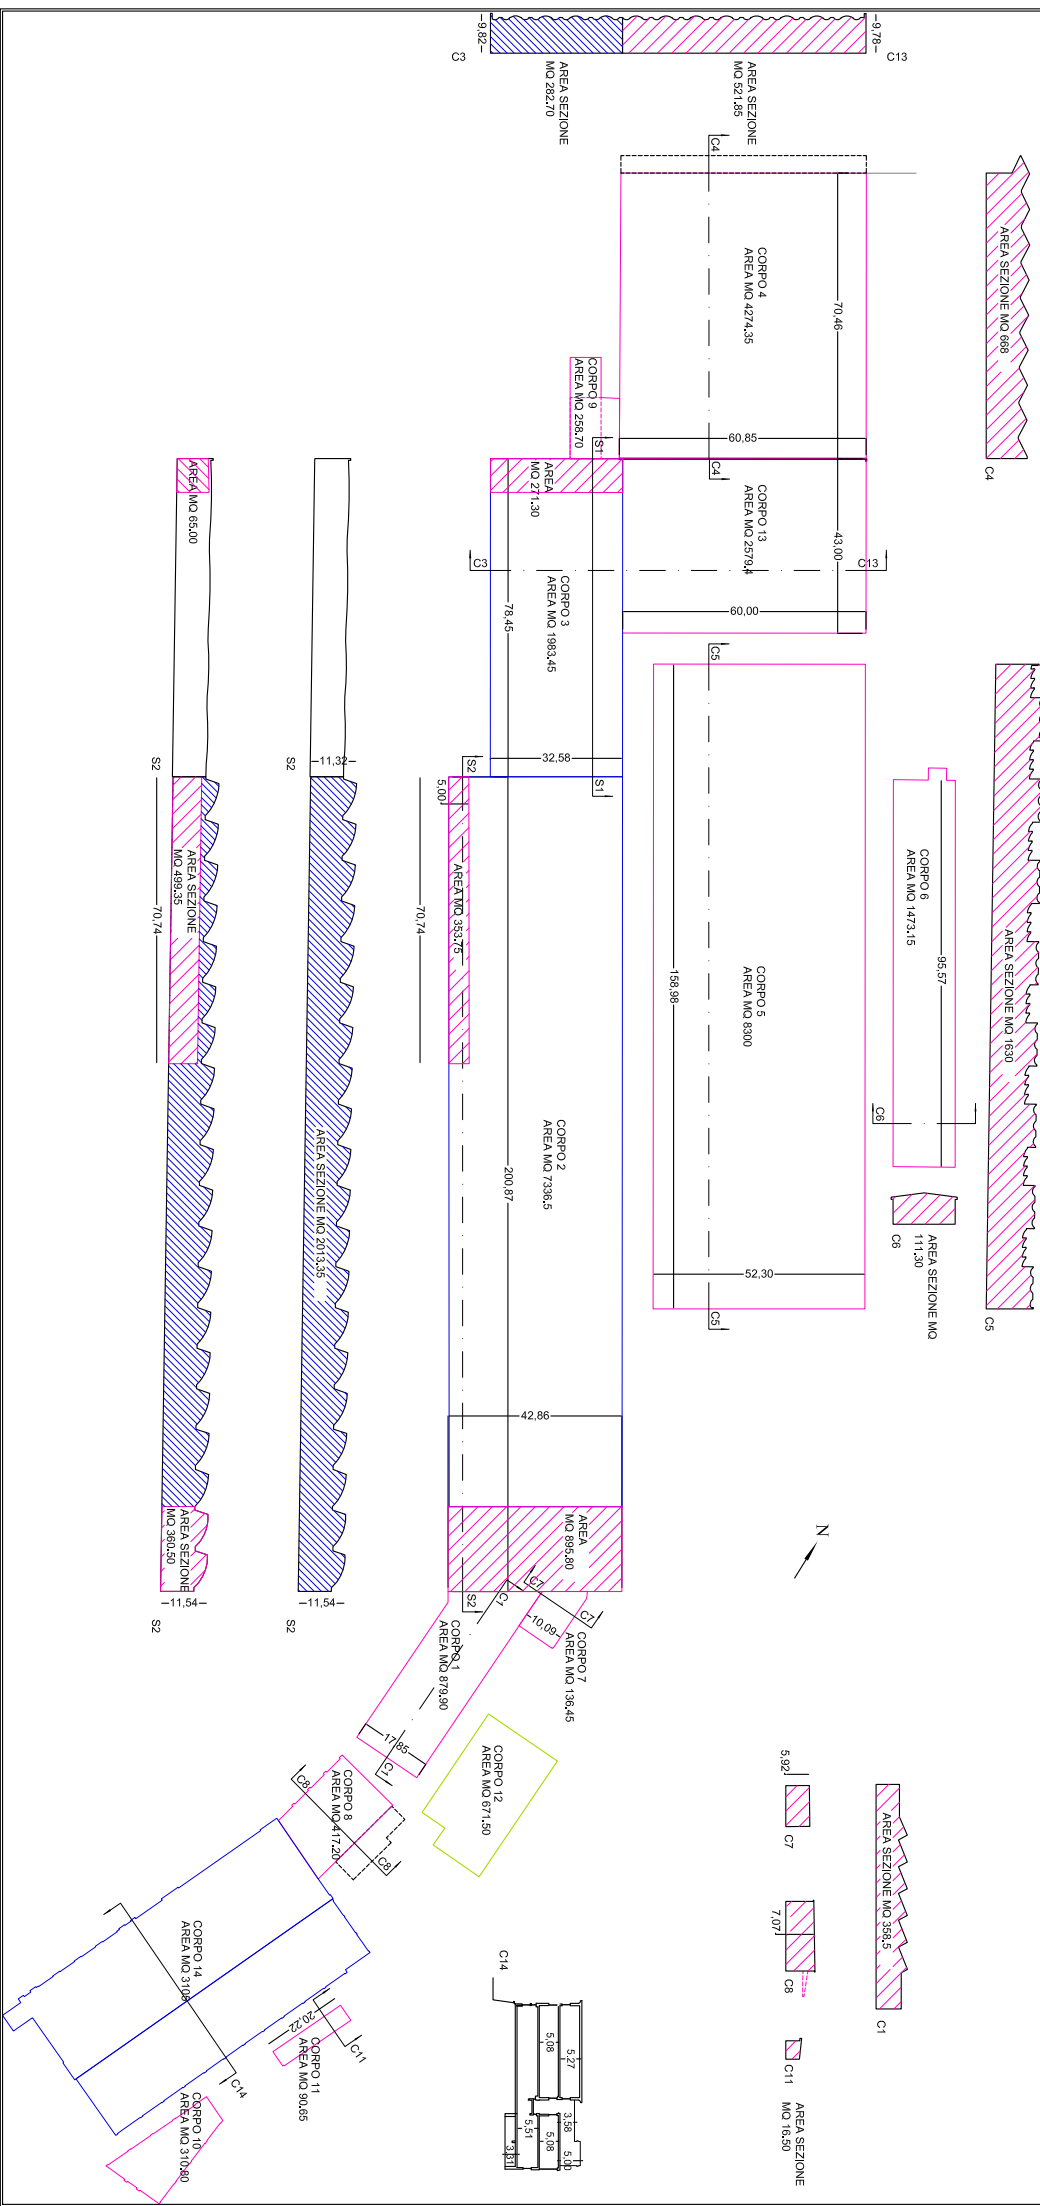 9,82
9,78
C3
C13
AREA SEZIONE
MQ 282.70
AREA SEZIONE
MQ 521.85
C4
CORPO 4
AREA MQ 4274.35
70,46
AREA SEZIONE MQ 668
C4
CORPO 9
AREA MQ 258.70
S1
60,85
C4
AREA
MQ 271.30
CORPO 13
AREA MQ 2579.4
43,00
C3
C13
CORPO 3
AREA MQ 1983.45
78,45
60,00
32,58
S1
C5
AREA MQ 65.00
S2
S2
11,32
S2
5,00
AREA SEZIONE
MQ 499.35
70,74
70,74
AREA MQ 353.75
CORPO 6
AREA MQ 1473.15
95,57
AREA SEZIONE MQ 1630
CORPO 5
AREA MQ 8300
158,98
C6
CORPO 2
AREA MQ 7336.5
200,87
AREA SEZIONE MQ 2013.35
AREA SEZIONE MQ
111.30
C6
52,30
C5
C5
42,86
N
AREA
MQ 895.80
AREA SEZIONE
MQ 360.50
11,54
11,54
S2
S2
S2
C1
C7
C7
10,09
CORPO 7
AREA MQ 136.45
CORPO 1
AREA MQ 879.90
17,85
C1
CORPO 12
AREA MQ 671.50
C8
CORPO 8
AREA MQ 417.20
C8
5,92
C7
AREA SEZIONE MQ 358.5
C1
7,07
C8
C11
AREA SEZIONE
MQ 16.50
CORPO 14
AREA MQ 3105
C14
20,22
C11
CORPO 11
AREA MQ 90.65
CORPO 10
AREA MQ 310.80
C14
5,08
5,27
3,58
5,51
5,08
5,00
3,31